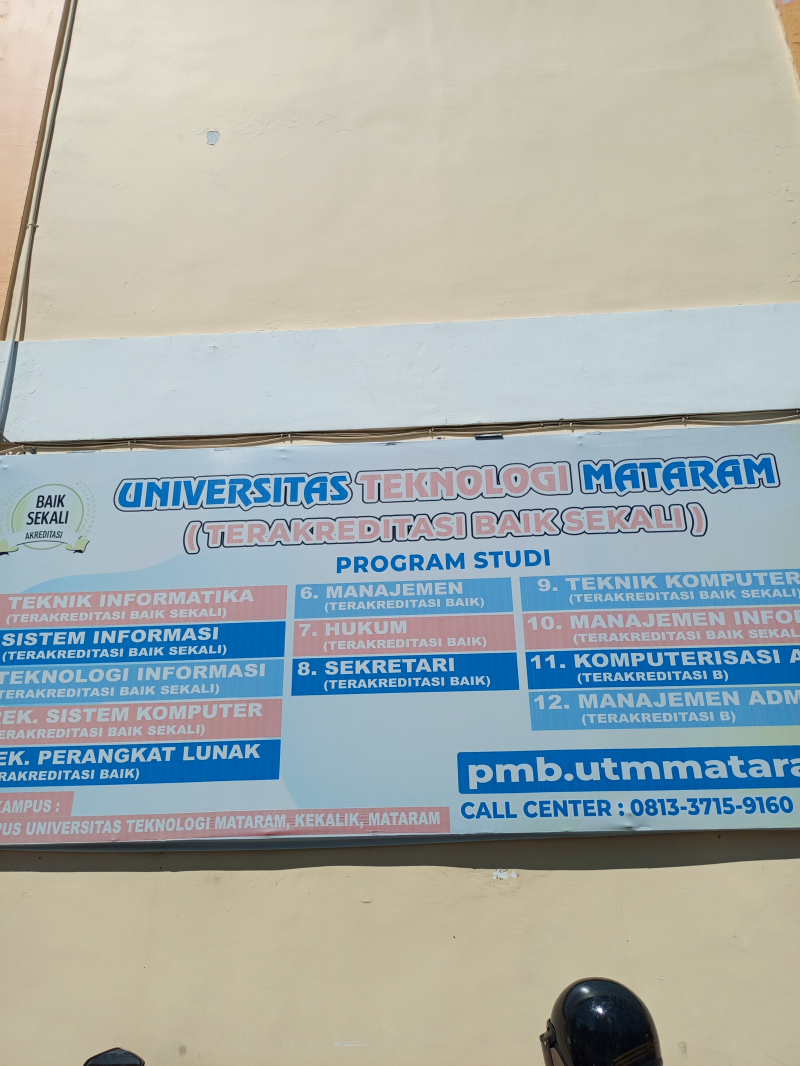 UNIVERSITAS TEKNOLOGI MATARAM
( TERAKREDITASI BAIK SEKALI )
BAIK
SEKALI
AKREDITASI
PROGRAM STUDI
TEKNIK INFORMATIKA
(TERAKREDITASI BAIK SEKALI)
SISTEM INFORMASI
(TERAKREDITASI BAIK SEKALI)
TEKNOLOGI INFORMASI
(TERAKREDITASI BAIK SEKALI)
REK. SISTEM KOMPUTER
ERAKREDITASI BAIK SEKALI)
EK. PERANGKAT LUNAK
RAKREDITASI BAIK)
6. MANAJEMEN
(TERAKREDITASI BAIK)
7. HUKUM
(TERAKREDITASI BAIK)
8. SEKRETARI
(TERAKREDITASI BAIK)
9. TEKNIK KOMPUTER
(TERAKREDITASI BAIK SEKALI
10. MANAJEMEN INFO
(TERAKREDITASI BAIK SEKAL
11. KOMPUTERISASI A
(TERAKREDITASI B)
12. MANAJEMEN ADM
(TERAKREDITASI B)
KAMPUS :
PUS UNIVERSITAS TEKNOLOGI MATARAM, KEKALIK, MATARAM
pmb.utmmatara
CALL CENTER : 0813-3715-9160